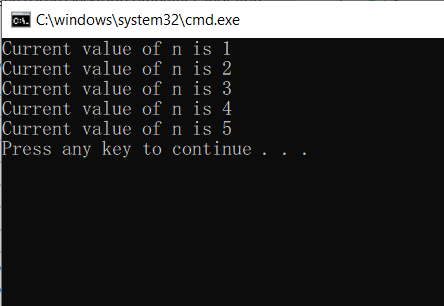 C:\windows\system32\cmd.exe
Current value of n is 1
Current value of n is 2
Current value of n is 3
Current value of n is 4
Current value of n is 5
Press any key to continue . . .